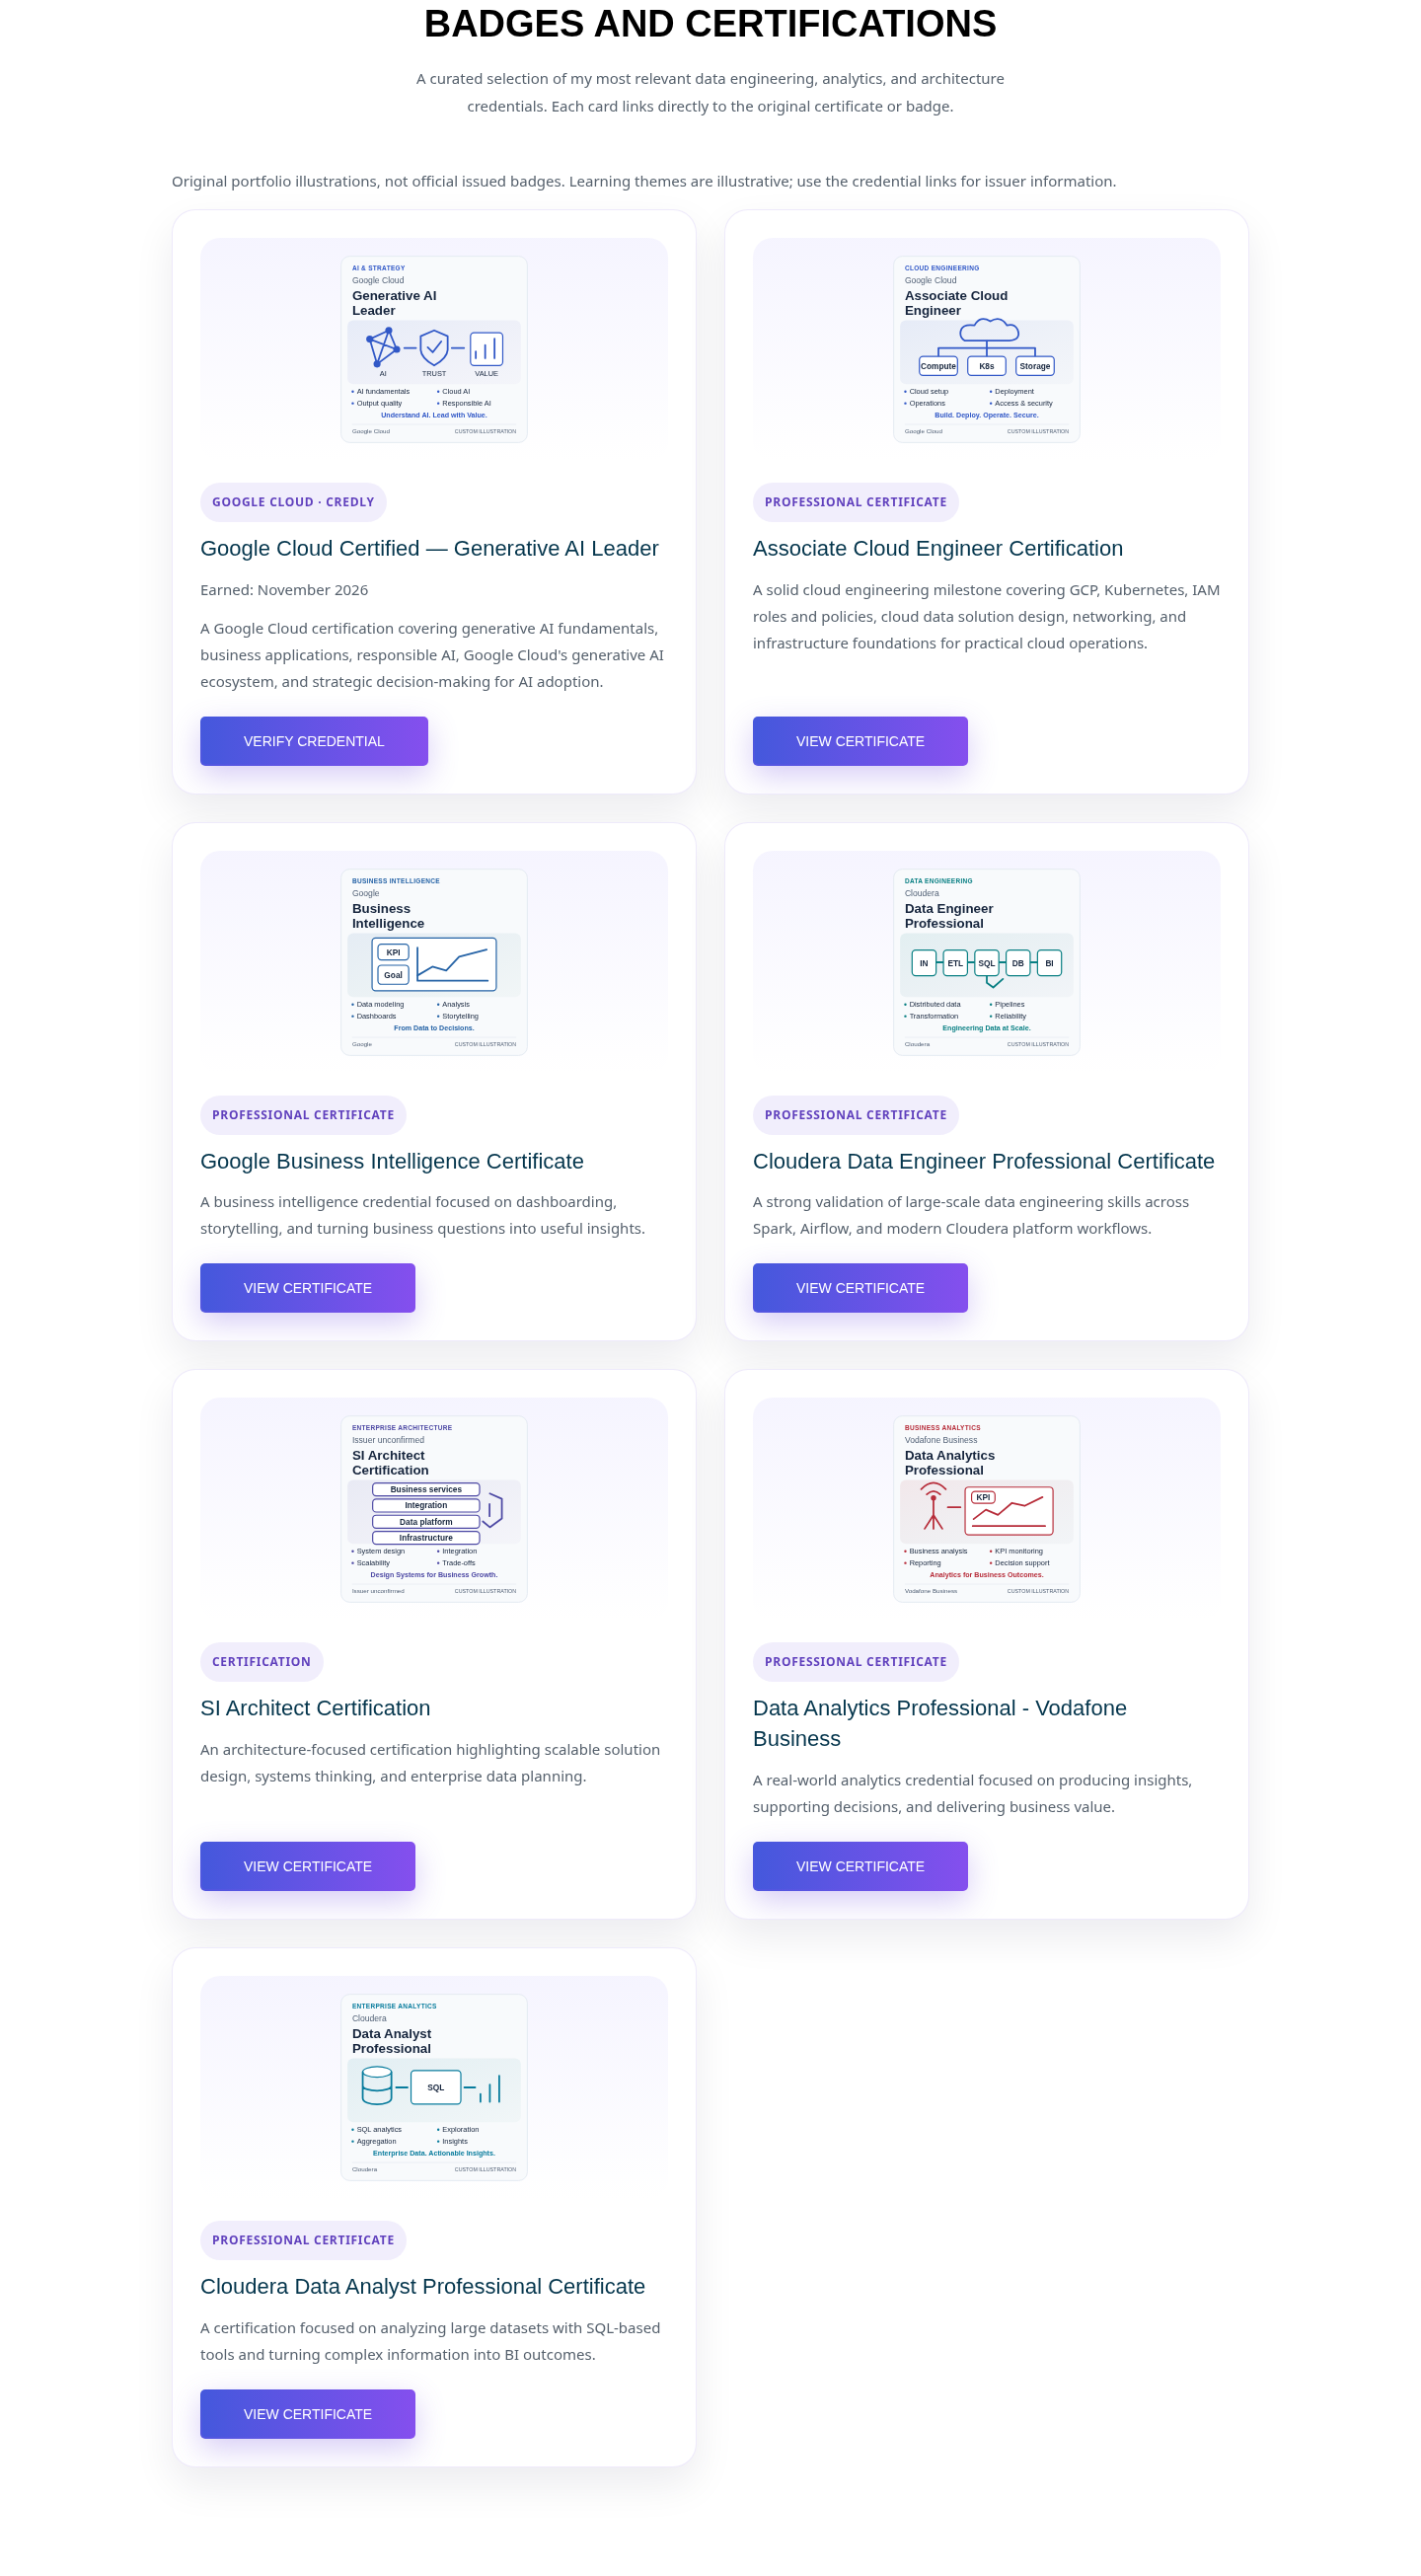 BADGES AND CERTIFICATIONS
A curated selection of my most relevant data engineering, analytics, and architecture
credentials. Each card links directly to the original certificate or badge.
Original portfolio illustrations, not official issued badges. Learning themes are illustrative; use the credential links for issuer information.
AI & STRATEGY
Google Cloud
Generative AI
Leader
AI TRUST VALUE
• AI fundamentals • Cloud AI
• Output quality • Responsible AI
Understand AI. Lead with Value.
Google Cloud CUSTOM ILLUSTRATION
GOOGLE CLOUD · CREDLY
Google Cloud Certified — Generative AI Leader
Earned: November 2026
A Google Cloud certification covering generative AI fundamentals,
business applications, responsible AI, Google Cloud's generative AI
ecosystem, and strategic decision-making for AI adoption.
VERIFY CREDENTIAL
CLOUD ENGINEERING
Google Cloud
Associate Cloud
Engineer
Compute K8s Storage
• Cloud setup • Deployment
• Operations • Access & security
Build. Deploy. Operate. Secure.
Google Cloud CUSTOM ILLUSTRATION
PROFESSIONAL CERTIFICATE
Associate Cloud Engineer Certification
A solid cloud engineering milestone covering GCP, Kubernetes, IAM
roles and policies, cloud data solution design, networking, and
infrastructure foundations for practical cloud operations.
VIEW CERTIFICATE
BUSINESS INTELLIGENCE
Google
Business
Intelligence
KPI
Goal
• Data modeling • Analysis
• Dashboards • Storytelling
From Data to Decisions.
Google CUSTOM ILLUSTRATION
PROFESSIONAL CERTIFICATE
Google Business Intelligence Certificate
A business intelligence credential focused on dashboarding,
storytelling, and turning business questions into useful insights.
VIEW CERTIFICATE
DATA ENGINEERING
Cloudera
Data Engineer
Professional
IN ETL SQL DB BI
• Distributed data • Pipelines
• Transformation • Reliability
Engineering Data at Scale.
Cloudera CUSTOM ILLUSTRATION
PROFESSIONAL CERTIFICATE
Cloudera Data Engineer Professional Certificate
A strong validation of large-scale data engineering skills across
Spark, Airflow, and modern Cloudera platform workflows.
VIEW CERTIFICATE
ENTERPRISE ARCHITECTURE
Issuer unconfirmed
SI Architect
Certification
Business services
Integration
Data platform
Infrastructure
• System design • Integration
• Scalability • Trade-offs
Design Systems for Business Growth.
Issuer unconfirmed CUSTOM ILLUSTRATION
CERTIFICATION
SI Architect Certification
An architecture-focused certification highlighting scalable solution
design, systems thinking, and enterprise data planning.
VIEW CERTIFICATE
BUSINESS ANALYTICS
Vodafone Business
Data Analytics
Professional
KPI
• Business analysis • KPI monitoring
• Reporting • Decision support
Analytics for Business Outcomes.
Vodafone Business CUSTOM ILLUSTRATION
PROFESSIONAL CERTIFICATE
Data Analytics Professional - Vodafone
Business
A real-world analytics credential focused on producing insights,
supporting decisions, and delivering business value.
VIEW CERTIFICATE
ENTERPRISE ANALYTICS
Cloudera
Data Analyst
Professional
SQL
• SQL analytics • Exploration
• Aggregation • Insights
Enterprise Data. Actionable Insights.
Cloudera CUSTOM ILLUSTRATION
PROFESSIONAL CERTIFICATE
Cloudera Data Analyst Professional Certificate
A certification focused on analyzing large datasets with SQL-based
tools and turning complex information into BI outcomes.
VIEW CERTIFICATE